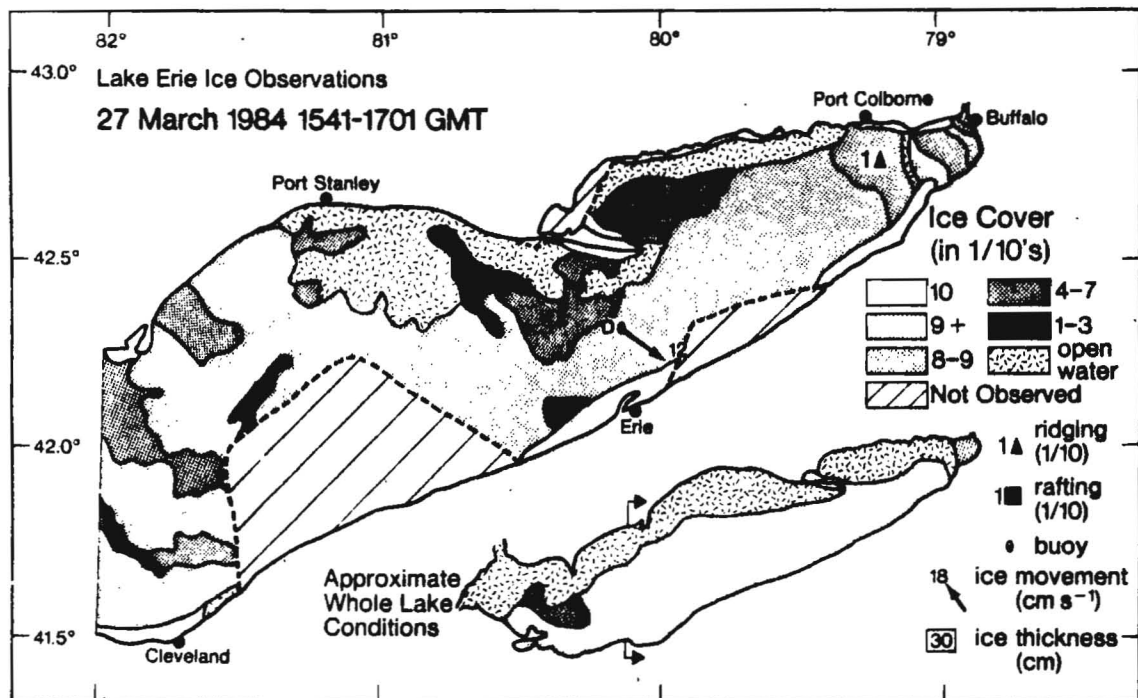 82° 81° 80° 79°
43.0°
Lake Erie Ice Observations
27 March 1984 1541-1701 GMT
Port Colborne
Buffalo
1
Port Stanley
Ice Cover
(in 1/10's)
42.5°
10 4-7
9+ 1-3
8-9 open
water
Not Observed
D
12
Erie
42.0°
1 ridging
(1/10)
1 rafting
(1/10)
buoy
18 ice movement
(cm s⁻¹)
30 ice thickness
(cm)
Approximate
Whole Lake
Conditions
41.5°
Cleveland